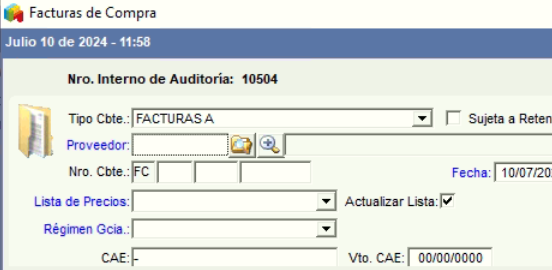 Facturas de Compra
Julio 10 de 2024 - 11:58
Nro. Interno de Auditoría: 10504
Tipo Cbte.: FACTURAS A Sujeta a Reten
Proveedor:
Nro. Cbte.: FC Fecha: 10/07/20
Lista de Precios: Actualizar Lista:
Régimen Gcia.:
CAE: - Vto. CAE: 00/00/0000